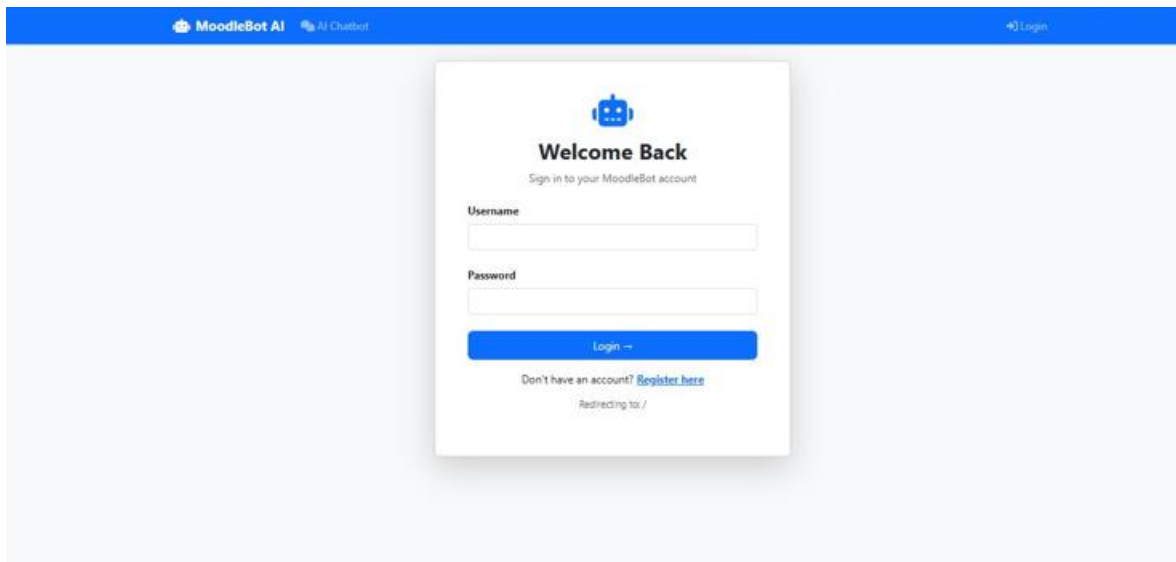 MoodleBot AI AI Chatbot Login
Welcome Back
Sign in to your MoodleBot account
Username
Password
Login →
Don't have an account? Register here
Redirecting to: /